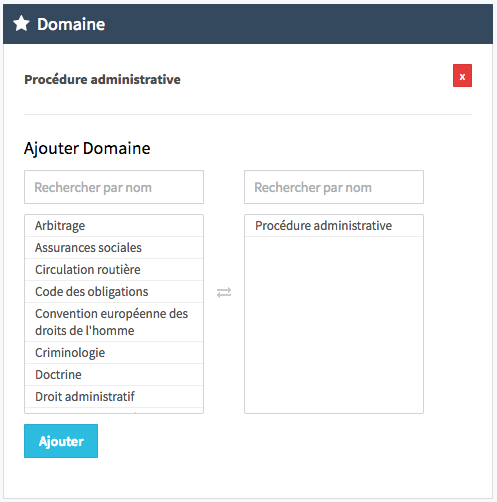 Domaine
Procédure administrative
x
Ajouter Domaine
Rechercher par nom
Rechercher par nom
Arbitrage
Assurances sociales
Circulation routière
Code des obligations
Convention européenne des
droits de l'homme
Criminologie
Doctrine
Droit administratif
Procédure administrative
Ajouter